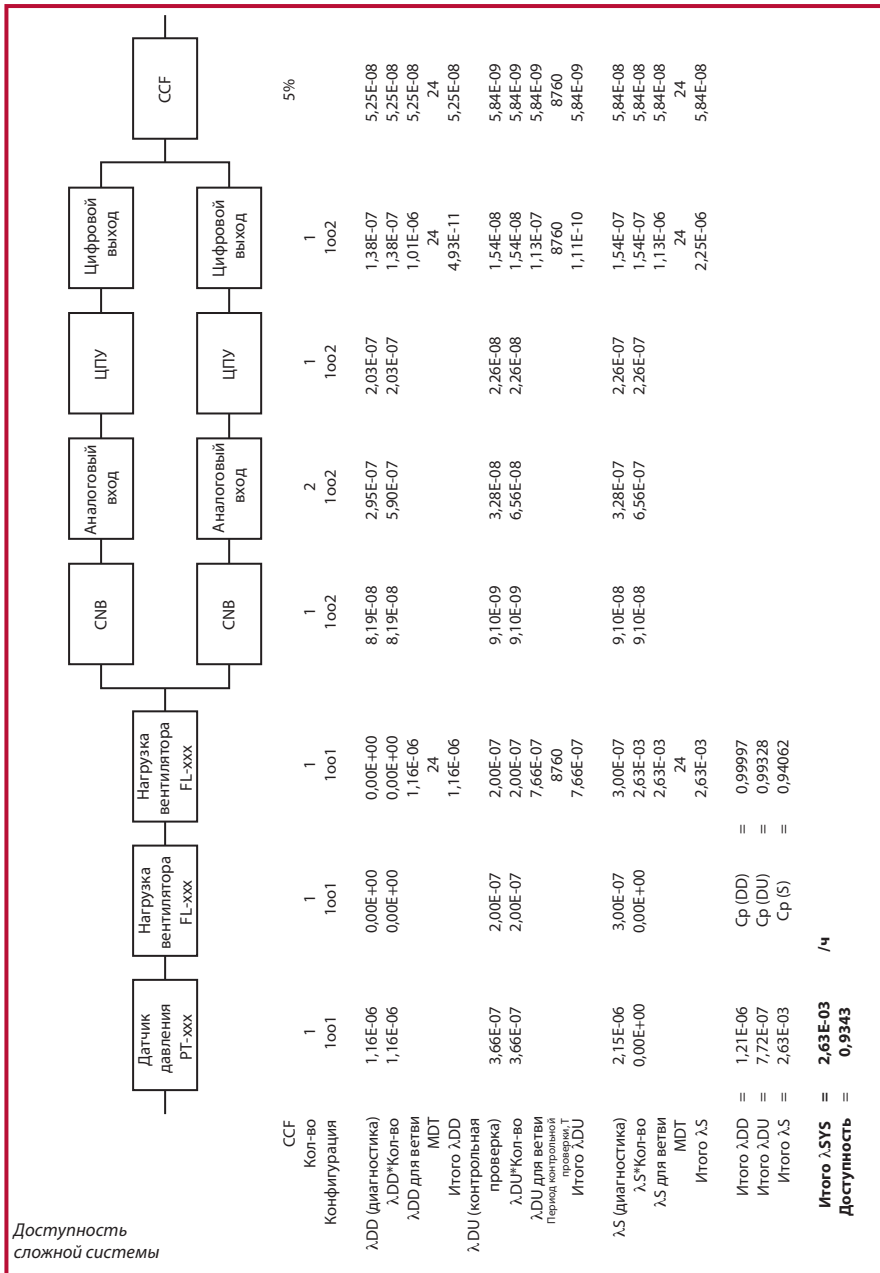 Доступность
сложной системы
Датчик
давления
PT-xxx
Нагрузка
вентилятора
FL-xxx
Нагрузка
вентилятора
FL-xxx
CNB
Аналоговый
вход
ЦПУ
Цифровой
выход
CNB
Аналоговый
вход
ЦПУ
Цифровой
выход
CCF
CCF 5%
Кол-во 1 1 1 1 2 1 1
Конфигурация 1oo1 1oo1 1oo1 1oo2 1oo2 1oo2 1oo2
λDD (диагностика) 1,16E-06 0,00E+00 0,00E+00 8,19E-08 2,95E-07 2,03E-07 1,38E-07 5,25E-08
λDD*Кол-во 1,16E-06 0,00E+00 0,00E+00 8,19E-08 5,90E-07 2,03E-07 1,38E-07 5,25E-08
λDD для ветви 1,16E-06 1,01E-06 5,25E-08
MDT 24 24 24
Итого λDD 1,16E-06 4,93E-11 5,25E-08
λDU (контрольная
проверка) 3,66E-07 2,00E-07 2,00E-07 9,10E-09 3,28E-08 2,26E-08 1,54E-08 5,84E-09
λDU*Кол-во 3,66E-07 2,00E-07 2,00E-07 9,10E-09 6,56E-08 2,26E-08 1,54E-08 5,84E-09
λDU для ветви 7,66E-07 1,13E-07 5,84E-09
Период контрольной
проверки, T 8760 8760 8760
Итого λDU 7,66E-07 1,11E-10 5,84E-09
λS (диагностика) 2,15E-06 3,00E-07 3,00E-07 9,10E-08 3,28E-07 2,26E-07 1,54E-07 5,84E-08
λS*Кол-во 0,00E+00 0,00E+00 2,63E-03 9,10E-08 6,56E-07 2,26E-07 1,54E-07 5,84E-08
λS для ветви 2,63E-03 1,13E-06 5,84E-08
MDT 24 24 24
Итого λS 2,63E-03 2,25E-06 5,84E-08
Итого λDD = 1,21E-06 Cp (DD) = 0,99997
Итого λDU = 7,72E-07 Cp (DU) = 0,99328
Итого λS = 2,63E-03 Cp (S) = 0,94062
Итого λSYS = 2,63E-03 /ч
Доступность = 0,9343